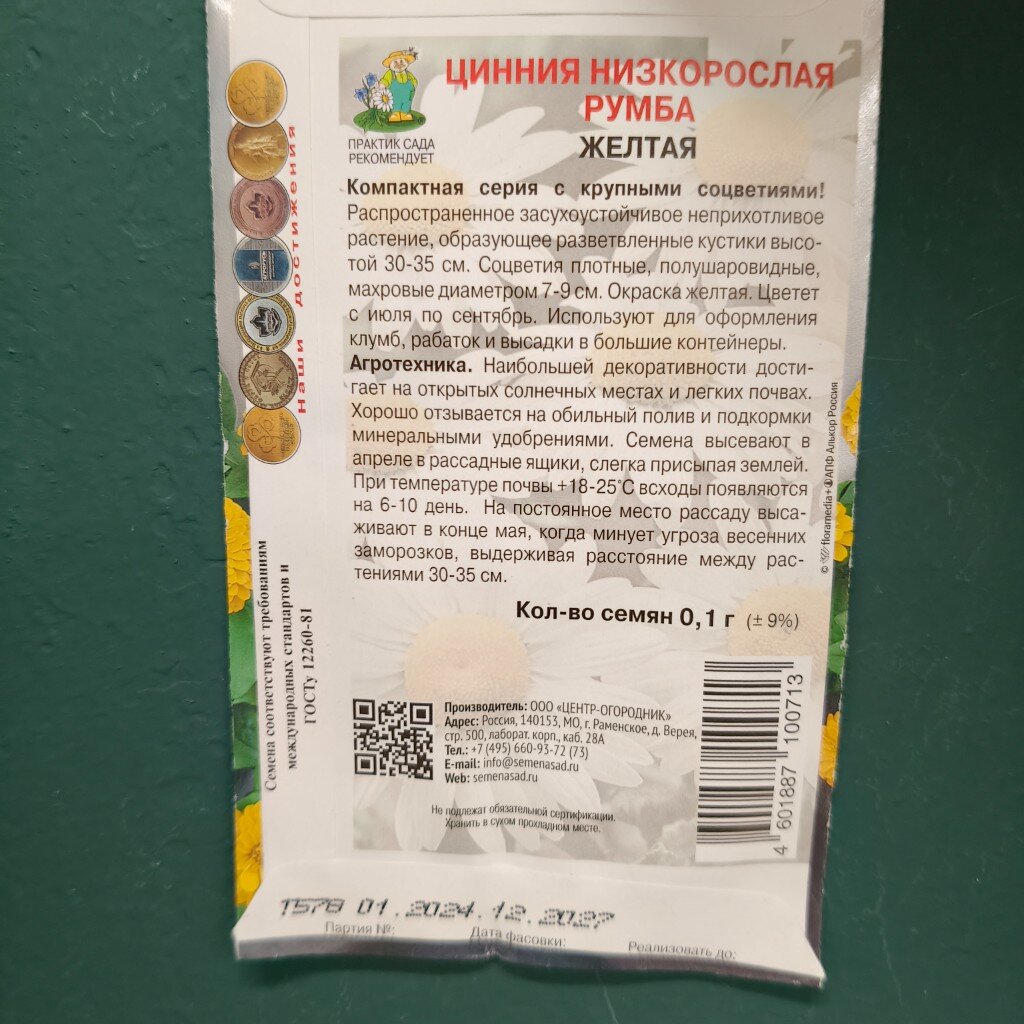 ЦИННИЯ НИЗКОРОСЛАЯ
РУМБА
ЖЕЛТАЯ
ПРАКТИК САДА
РЕКОМЕНДУЕТ
Компактная серия с крупными соцветиями!
Распространенное засухоустойчивое неприхотливое
растение, образующее разветвленные кустики высо-
той 30-35 см. Соцветия плотные, полушаровидные,
махровые диаметром 7-9 см. Окраска желтая. Цветет
с июля по сентябрь. Используют для оформления
клумб, рабаток и высадки в большие контейнеры.
Агротехника. Наибольшей декоративности дости-
гает на открытых солнечных местах и легких почвах.
Хорошо отзывается на обильный полив и подкормки
минеральными удобрениями. Семена высевают в
апреле в рассадные ящики, слегка присыпая землей.
При температуре почвы +18-25°С всходы появляются
на 6-10 день. На постоянное место рассаду выса-
живают в конце мая, когда минует угроза весенних
заморозков, выдерживая расстояние между рас-
тениями 30-35 см.
Кол-во семян 0,1 г (± 9%)
Наши достижения
Семена соответствуют требованиям
международных стандартов и
ГОСТу 12260-81
floramedia+©АПФ Алькор Россия
Производитель: ООО «ЦЕНТР-ОГОРОДНИК»
Адрес: Россия, 140153, МО, г. Раменское, д. Верея,
стр. 500, лаборат. корп., каб. 28А
Тел.: +7 (495) 660-93-72 (73)
E-mail: info@semenasad.ru
Web: semenasad.ru
Не подлежат обязательной сертификации.
Хранить в сухом прохладном месте.
4 601887 100713
1578 01.2024.12.2027
Партия №: Дата фасовки: Реализовать до: